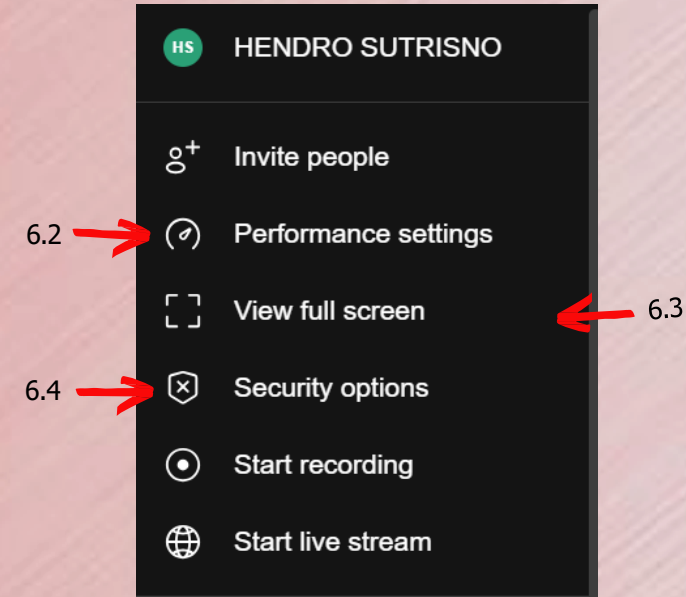 HS HENDRO SUTRISNO
Invite people
6.2 Performance settings
View full screen 6.3
6.4 Security options
Start recording
Start live stream